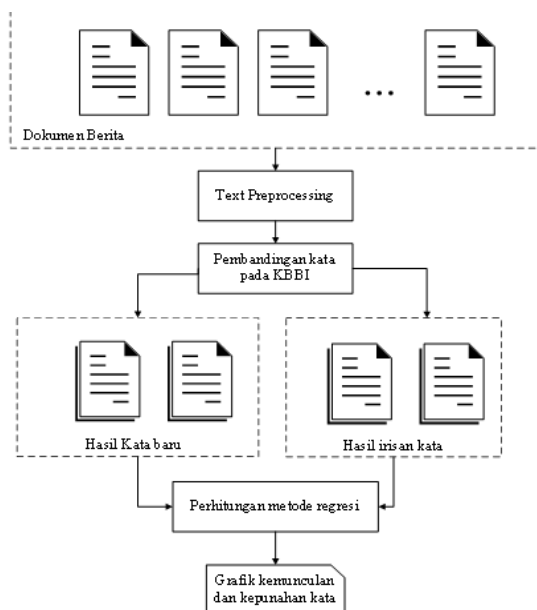 Dokumen Berita
Text Preprocessing
Pembandingan kata
pada KBBI
Hasil Kata baru
Hasil irisan kata
Perhitungan metode regresi
Grafik kemunculan
dan kepunahan kata